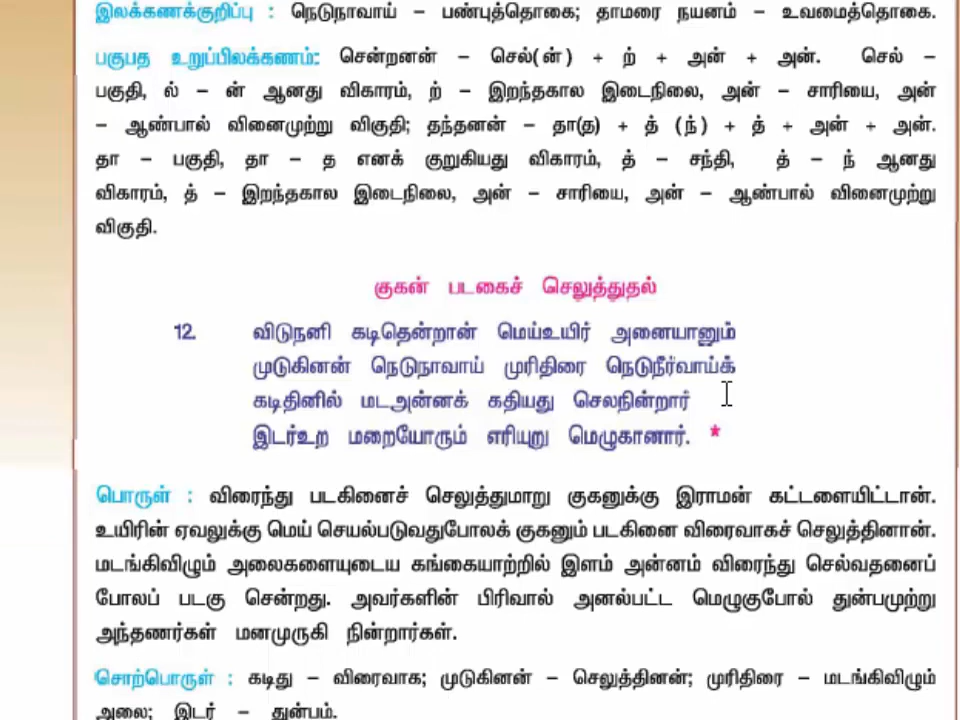 இலக்கணக்குறிப்பு : நெடுநாவாய் – பண்புத்தொகை; தாமரை நயனம் – உவமைத்தொகை.
பகுபத உறுப்பிலக்கணம்: சென்றனன் – செல்(ன்) + ற் + அன் + அன். செல் –
பகுதி, ல் – ன் ஆனது விகாரம், ற் – இறந்தகால இடைநிலை, அன் – சாரியை, அன்
– ஆண்பால் வினைமுற்று விகுதி; தந்தனன் – தா(த) + த் (ந்) + த் + அன் + அன்.
தா – பகுதி, தா – த எனக் குறுகியது விகாரம், த் – சந்தி, த் – ந் ஆனது
விகாரம், த் – இறந்தகால இடைநிலை, அன் – சாரியை, அன் – ஆண்பால் வினைமுற்று
விகுதி.
குகன் படகைச் செலுத்துதல்
12. விடுநனி கடிதென்றான் மெய்உயிர் அனையானும்
முடுகினன் நெடுநாவாய் முரிதிரை நெடுநீர்வாய்க்
கடிதினில் மடஅன்னக் கதியது செலநின்றார்
இடர்உற மறையோரும் எரியுறு மெழுகானார். *
பொருள் : விரைந்து படகினைச் செலுத்துமாறு குகனுக்கு இராமன் கட்டளையிட்டான்.
உயிரின் ஏவலுக்கு மெய் செயல்படுவதுபோலக் குகனும் படகினை விரைவாகச் செலுத்தினான்.
மடங்கிவிழும் அலைகளையுடைய கங்கையாற்றில் இளம் அன்னம் விரைந்து செல்வதனைப்
போலப் படகு சென்றது. அவர்களின் பிரிவால் அனல்பட்ட மெழுகுபோல் துன்பமுற்று
அந்தணர்கள் மனமுருகி நின்றார்கள்.
சொற்பொருள் : கடிது – விரைவாக; முடுகினன் – செலுத்தினன்; முரிதிரை – மடங்கிவிழும்
அலை; இடர் – துன்பம்.